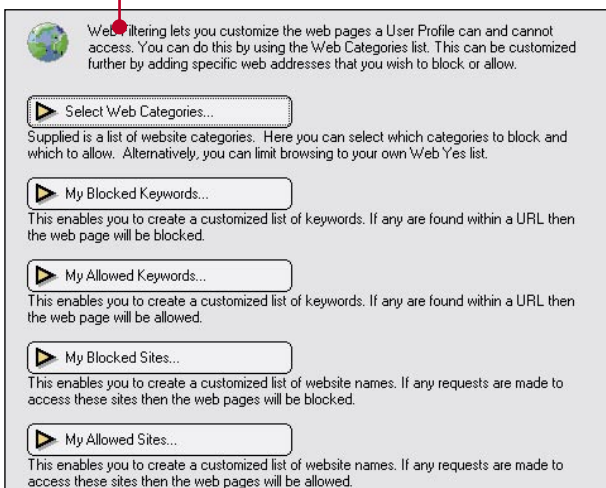 Web Filtering lets you customize the web pages a User Profile can and cannot
access. You can do this by using the Web Categories list. This can be customized
further by adding specific web addresses that you wish to block or allow.
Select Web Categories...
Supplied is a list of website categories. Here you can select which categories to block and
which to allow. Alternatively, you can limit browsing to your own Web Yes list.
My Blocked Keywords...
This enables you to create a customized list of keywords. If any are found within a URL then
the web page will be blocked.
My Allowed Keywords...
This enables you to create a customized list of keywords. If any are found within a URL then
the web page will be allowed.
My Blocked Sites...
This enables you to create a customized list of website names. If any requests are made to
access these sites then the web pages will be blocked.
My Allowed Sites...
This enables you to create a customized list of website names. If any requests are made to
access these sites then the web pages will be allowed.